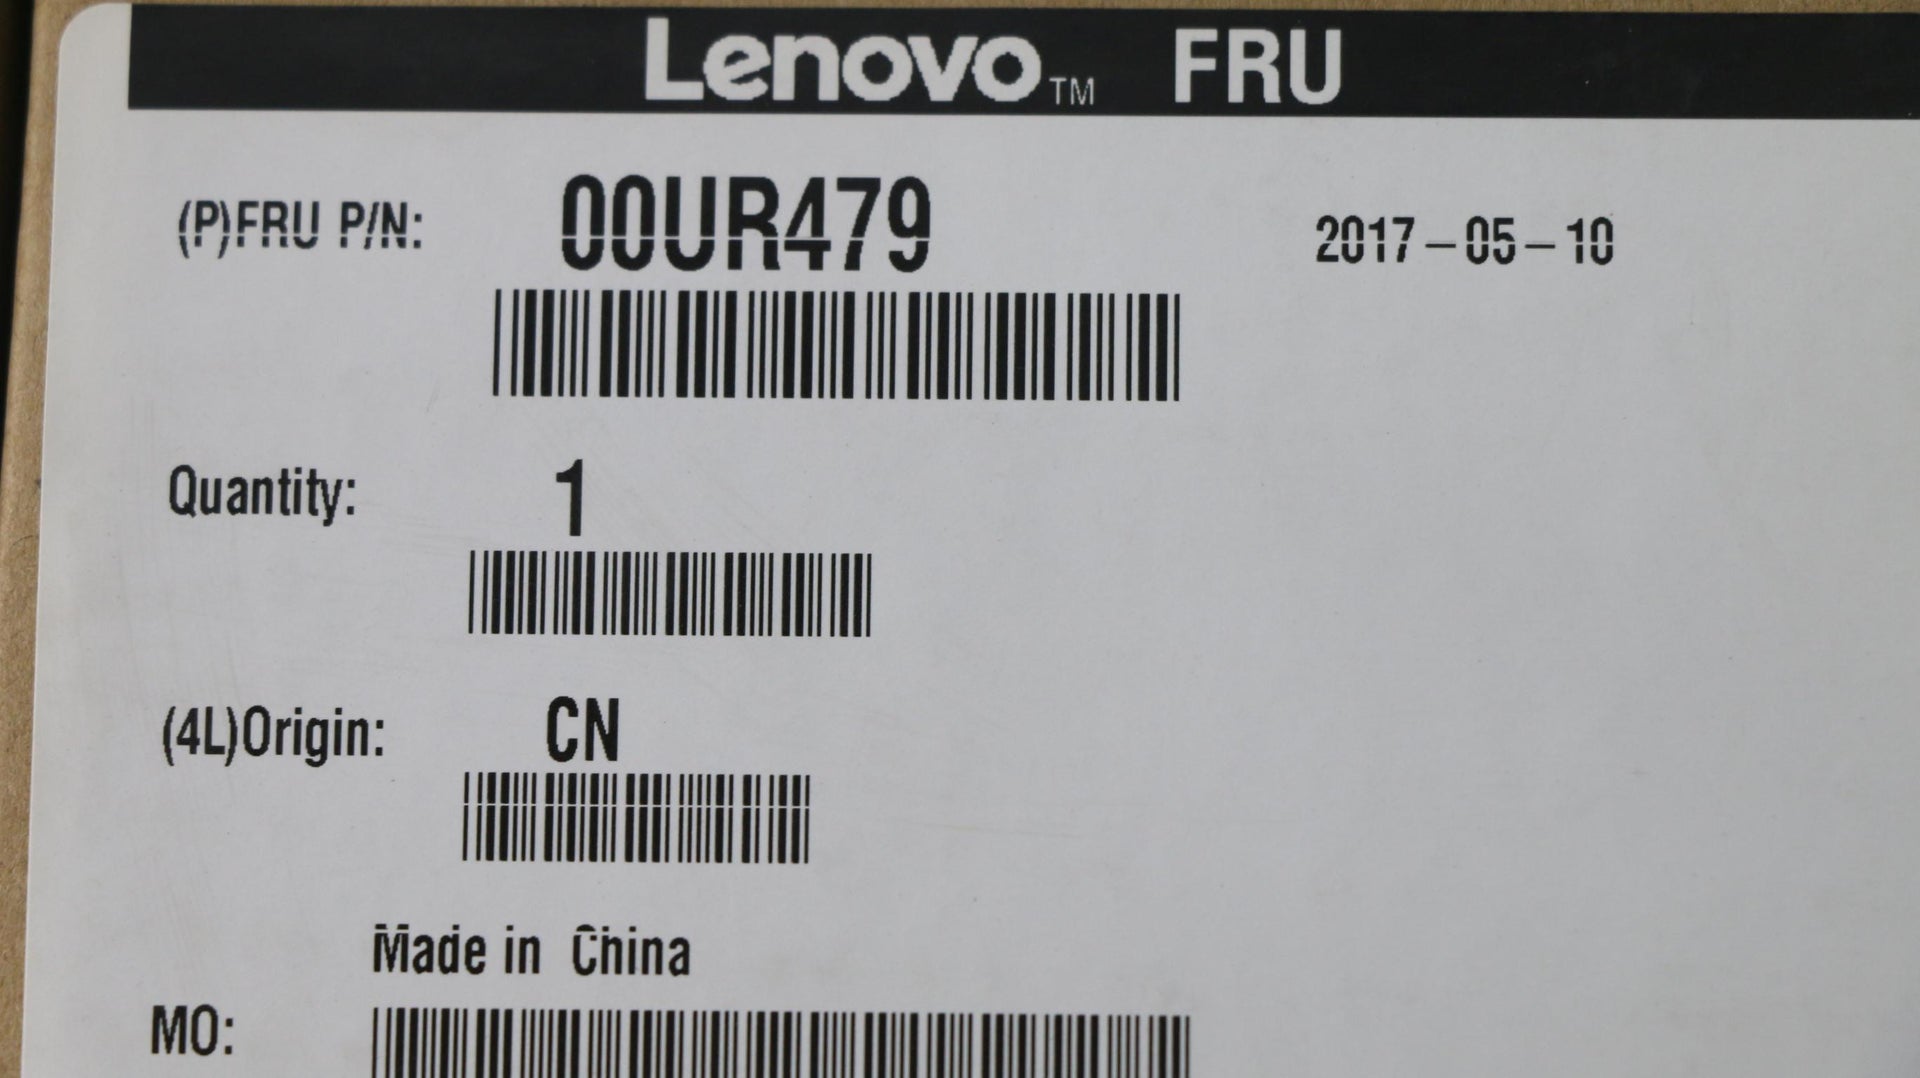 Lenovo™ FRU
(P)FRU P/N: 00UR479 2017-05-10
Quantity: 1
(4L)Origin: CN
Made in China
MO: